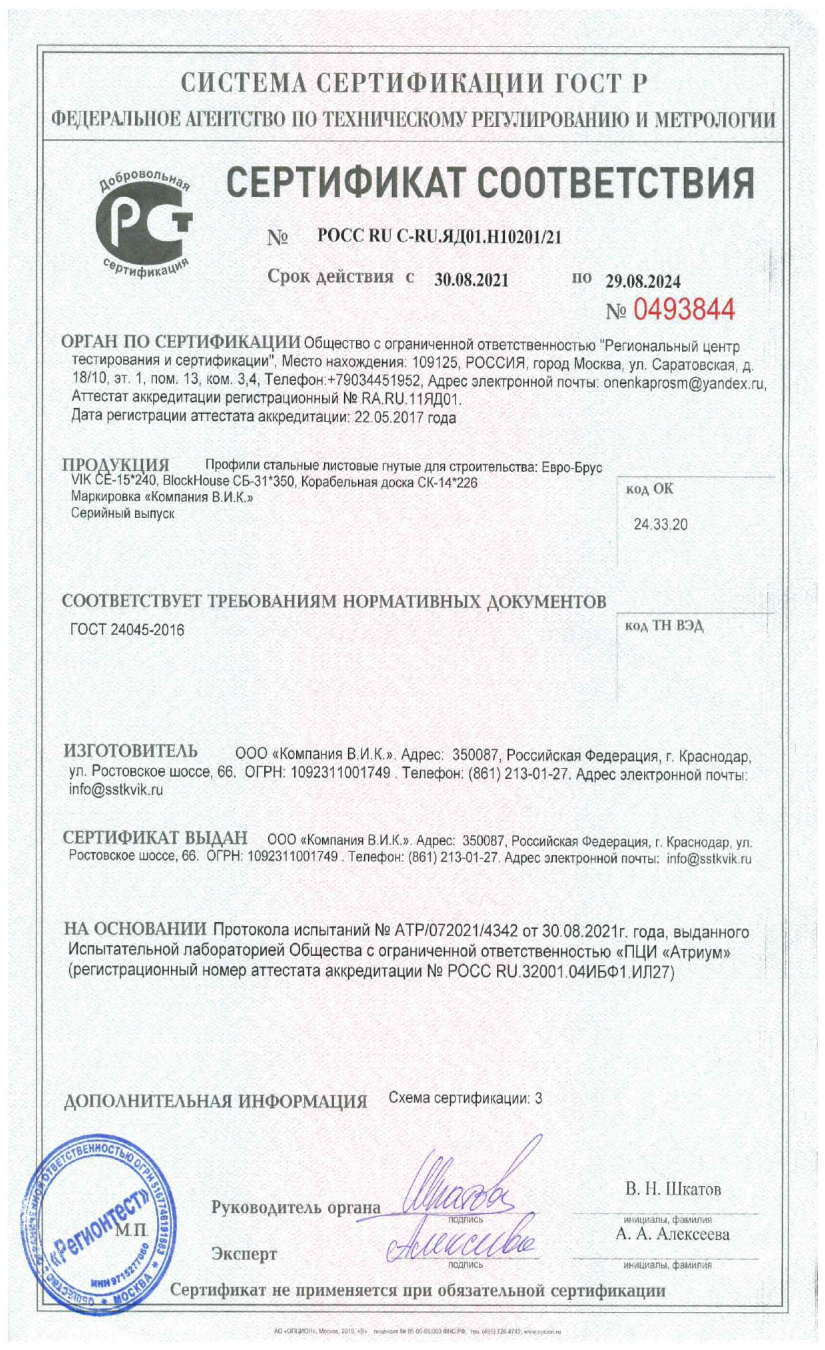 СИСТЕМА СЕРТИФИКАЦИИ ГОСТ Р
ФЕДЕРАЛЬНОЕ АГЕНТСТВО ПО ТЕХНИЧЕСКОМУ РЕГУЛИРОВАНИЮ И МЕТРОЛОГИИ
Добровольная
РСТ
сертификация
СЕРТИФИКАТ СООТВЕТСТВИЯ
№ РОСС RU С-RU.ЯД01.Н10201/21
Срок действия с 30.08.2021 по 29.08.2024
№ 0493844
ОРГАН ПО СЕРТИФИКАЦИИ Общество с ограниченной ответственностью "Региональный центр
тестирования и сертификации", Место нахождения: 109125, РОССИЯ, город Москва, ул. Саратовская, д.
18/10, эт. 1, пом. 13, ком. 3,4, Телефон:+79034451952, Адрес электронной почты: onenkaprosm@yandex.ru,
Аттестат аккредитации регистрационный № RA.RU.11ЯД01.
Дата регистрации аттестата аккредитации: 22.05.2017 года
ПРОДУКЦИЯ Профили стальные листовые гнутые для строительства: Евро-Брус
VIK СЕ-15*240, BlockHouse СБ-31*350, Корабельная доска СК-14*226
Маркировка «Компания В.И.К.»
Серийный выпуск
код ОК
24.33.20
СООТВЕТСТВУЕТ ТРЕБОВАНИЯМ НОРМАТИВНЫХ ДОКУМЕНТОВ
ГОСТ 24045-2016
код ТН ВЭД
ИЗГОТОВИТЕЛЬ ООО «Компания В.И.К.». Адрес: 350087, Российская Федерация, г. Краснодар,
ул. Ростовское шоссе, 66. ОГРН: 1092311001749 . Телефон: (861) 213-01-27. Адрес электронной почты:
info@sstkvik.ru
СЕРТИФИКАТ ВЫДАН ООО «Компания В.И.К.». Адрес: 350087, Российская Федерация, г. Краснодар, ул.
Ростовское шоссе, 66. ОГРН: 1092311001749 . Телефон: (861) 213-01-27. Адрес электронной почты: info@sstkvik.ru
НА ОСНОВАНИИ Протокола испытаний № АТР/072021/4342 от 30.08.2021г. года, выданного
Испытательной лабораторией Общества с ограниченной ответственностью «ПЦИ «Атриум»
(регистрационный номер аттестата аккредитации № РОСС RU.32001.04ИБФ1.ИЛ27)
ДОПОЛНИТЕЛЬНАЯ ИНФОРМАЦИЯ Схема сертификации: 3
«Регионтест»
МОСКВА
М.П.
Руководитель органа
подпись
В. Н. Шкатов
инициалы, фамилия
Эксперт
подпись
А. А. Алексеева
инициалы, фамилия
Сертификат не применяется при обязательной сертификации